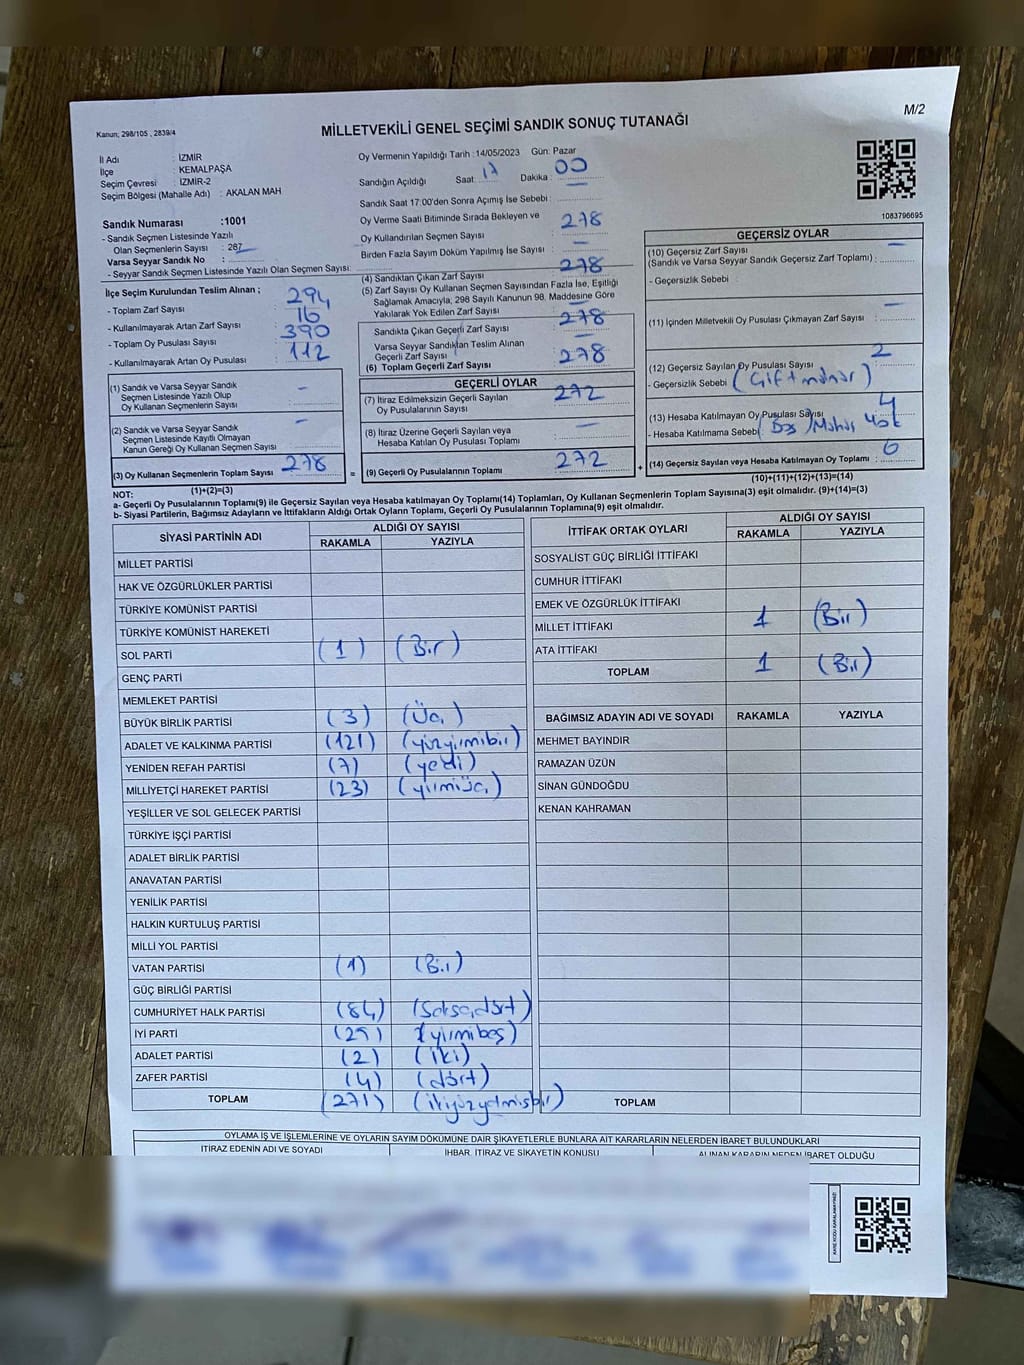 M/2
Kanun; 298/105 , 2839/4
MİLLETVEKİLİ GENEL SEÇİMİ SANDIK SONUÇ TUTANAĞI
İl Adı : İZMİR
İlçe : KEMALPAŞA
Seçim Çevresi : İZMİR-2
Seçim Bölgesi (Mahalle Adı) : AKALAN MAH
Sandık Numarası :1001
- Sandık Seçmen Listesinde Yazılı
Olan Seçmenlerin Sayısı : 287
Varsa Seyyar Sandık No :
- Seyyar Sandık Seçmen Listesinde Yazılı Olan Seçmen Sayısı:
İlçe Seçim Kurulundan Teslim Alınan ;
- Toplam Zarf Sayısı : 294
- Kullanılmayarak Artan Zarf Sayısı : 16
- Toplam Oy Pusulası Sayısı : 390
- Kullanılmayarak Artan Oy Pusulası : 112
(1) Sandık ve Varsa Seyyar Sandık
Seçmen Listesinde Yazılı Olup
Oy Kullanan Seçmenlerin Sayısı : –
(2) Sandık ve Varsa Seyyar Sandık
Seçmen Listesinde Kayıtlı Olmayan
Kanun Gereği Oy Kullanan Seçmen Sayısı : –
(3) Oy Kullanan Seçmenlerin Toplam Sayısı : 278
(1)+(2)=(3)
Oy Vermenin Yapıldığı Tarih : 14/05/2023 Gün: Pazar
Sandığın Açıldığı Saat: 17 Dakika : 00
Sandık Saat 17:00'den Sonra Açımış İse Sebebi : –
Oy Verme Saati Bitiminde Sırada Bekleyen ve
Oy Kullandırılan Seçmen Sayısı : 278
Birden Fazla Sayım Döküm Yapılmış İse Sayısı : –
(4) Sandıktan Çıkan Zarf Sayısı : 278
(5) Zarf Sayısı Oy Kullanan Seçmen Sayısından Fazla İse, Eşitliği
Sağlamak Amacıyla, 298 Sayılı Kanunun 98. Maddesine Göre
Yakılarak Yok Edilen Zarf Sayısı : –
Sandıkta Çıkan Geçerli Zarf Sayısı : 278
Varsa Seyyar Sandıktan Teslim Alınan
Geçerli Zarf Sayısı : –
(6) Toplam Geçerli Zarf Sayısı : 278
GEÇERLİ OYLAR
(7) İtiraz Edilmeksizin Geçerli Sayılan
Oy Pusulalarının Sayısı : 272
(8) İtiraz Üzerine Geçerli Sayılan veya
Hesaba Katılan Oy Pusulası Toplamı : –
= (9) Geçerli Oy Pusulalarının Toplamı : 272 +
1083796695
GEÇERSİZ OYLAR
(10) Geçersiz Zarf Sayısı
(Sandık ve Varsa Seyyar Sandık Geçersiz Zarf Toplamı) : –
- Geçersizlik Sebebi :
(11) İçinden Milletvekili Oy Pusulası Çıkmayan Zarf Sayısı : –
(12) Geçersiz Sayılan Oy Pusulası Sayısı : 2
- Geçersizlik Sebebi (Çift mühür)
(13) Hesaba Katılmayan Oy Pusulası Sayısı : 4
- Hesaba Katılmama Sebebi (Boş/Mühür Yok
(14) Geçersiz Sayılan veya Hesaba Katılmayan Oy Toplamı : 6
(10)+(11)+(12)+(13)=(14)
NOT:
a- Geçerli Oy Pusulalarının Toplamı(9) ile Geçersiz Sayılan veya Hesaba katılmayan Oy Toplamı(14) Toplamları, Oy Kullanan Seçmenlerin Toplam Sayısına(3) eşit olmalıdır. (9)+(14)=(3)
b- Siyasi Partilerin, Bağımsız Adayların ve İttifakların Aldığı Ortak Oyların Toplamı, Geçerli Oy Pusulalarının Toplamına(9) eşit olmalıdır.
SİYASİ PARTİNİN ADI ALDIĞI OY SAYISI
RAKAMLA YAZIYLA
MİLLET PARTİSİ
HAK VE ÖZGÜRLÜKLER PARTİSİ
TÜRKİYE KOMÜNİST PARTİSİ
TÜRKİYE KOMÜNİST HAREKETİ
SOL PARTİ (1) (Bir)
GENÇ PARTİ
MEMLEKET PARTİSİ
BÜYÜK BİRLİK PARTİSİ (3) (Üç)
ADALET VE KALKINMA PARTİSİ (121) (yüzyirmibir)
YENİDEN REFAH PARTİSİ (7) (yedi)
MİLLİYETÇİ HAREKET PARTİSİ (23) (yirmiüç)
YEŞİLLER VE SOL GELECEK PARTİSİ
TÜRKİYE İŞÇİ PARTİSİ
ADALET BİRLİK PARTİSİ
ANAVATAN PARTİSİ
YENİLİK PARTİSİ
HALKIN KURTULUŞ PARTİSİ
MİLLİ YOL PARTİSİ
VATAN PARTİSİ (1) (Bir)
GÜÇ BİRLİĞİ PARTİSİ
CUMHURİYET HALK PARTİSİ (84) (Seksendört)
İYİ PARTİ (25) (yirmibeş)
ADALET PARTİSİ (2) (iki)
ZAFER PARTİSİ (4) (dört)
TOPLAM (271) (ikiyüzyetmişbir)
İTTİFAK ORTAK OYLARI ALDIĞI OY SAYISI
RAKAMLA YAZIYLA
SOSYALİST GÜÇ BİRLİĞİ İTTİFAKI
CUMHUR İTTİFAKI
EMEK VE ÖZGÜRLÜK İTTİFAKI
MİLLET İTTİFAKI 1 (Bir)
ATA İTTİFAKI
TOPLAM 1 (Bir)
BAĞIMSIZ ADAYIN ADI VE SOYADI RAKAMLA YAZIYLA
MEHMET BAYINDIR
RAMAZAN ÜZÜN
SİNAN GÜNDOĞDU
KENAN KAHRAMAN
TOPLAM
OYLAMA İŞ VE İŞLEMLERİNE VE OYLARIN SAYIM DÖKÜMÜNE DAİR ŞİKAYETLERLE BUNLARA AİT KARARLARIN NELERDEN İBARET BULUNDUKLARI
İTİRAZ EDENİN ADI VE SOYADI İHBAR, İTİRAZ VE ŞİKAYETİN KONUSU ALINAN KARARIN NEDEN İBARET OLDUĞU